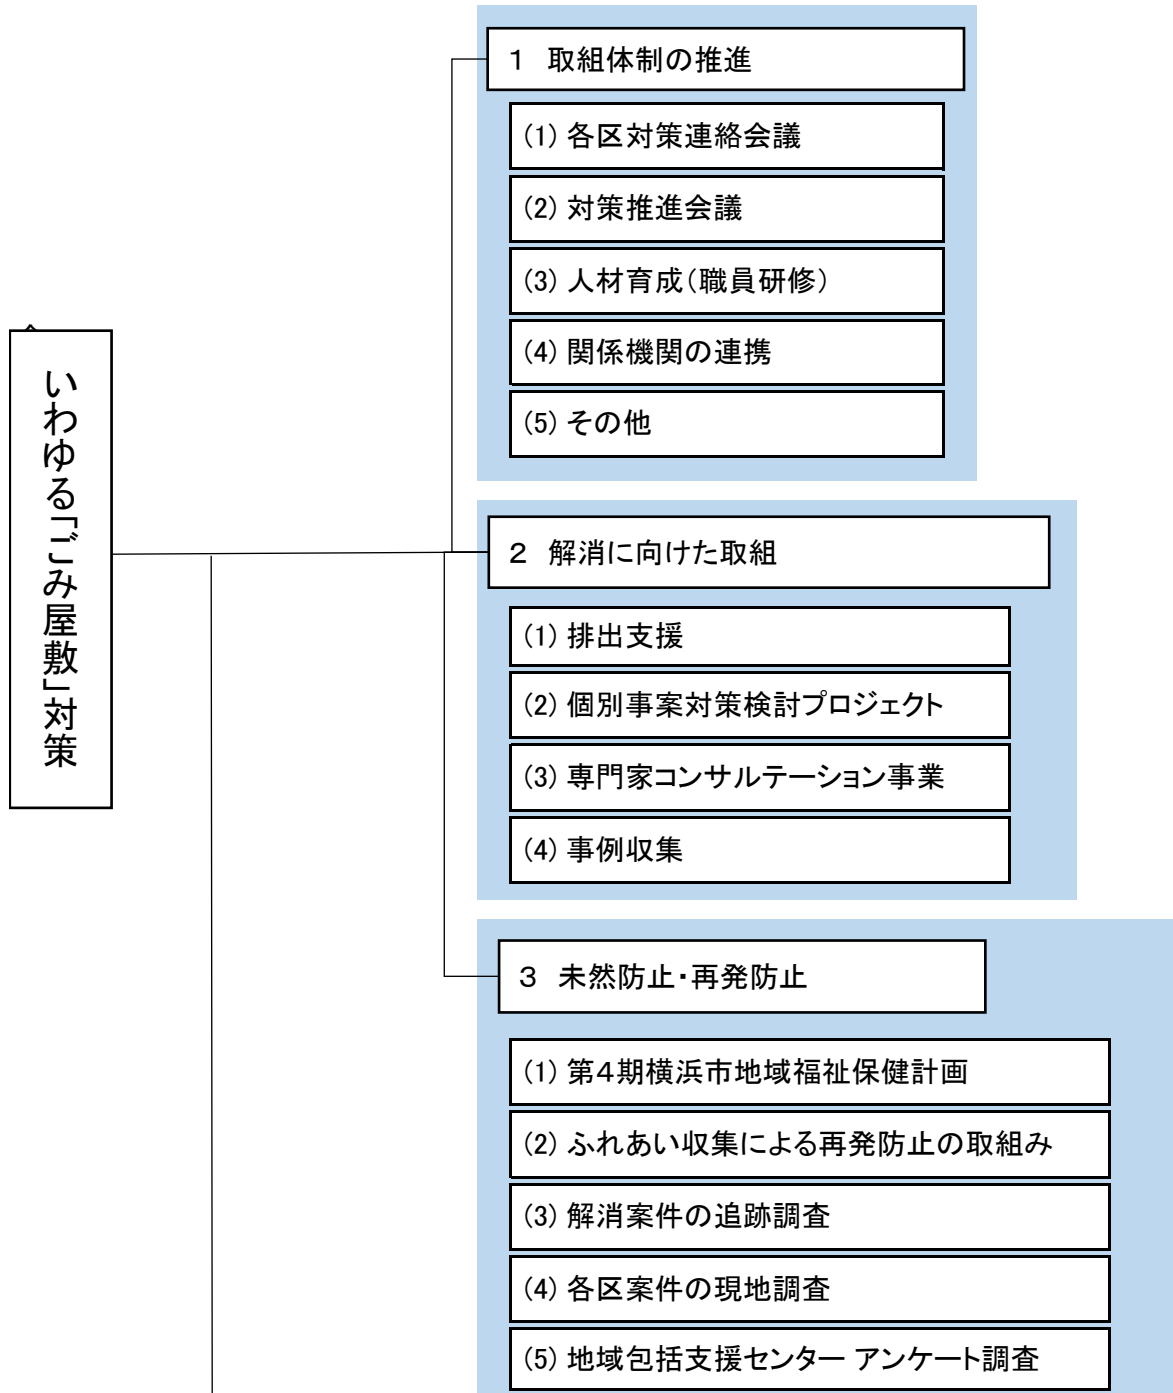 いわゆる「ごみ屋敷」対策
１　取組体制の推進
(1) 各区対策連絡会議
(2) 対策推進会議
(3) 人材育成（職員研修）
(4) 関係機関の連携
(5) その他
２　解消に向けた取組
(1) 排出支援
(2) 個別事案対策検討プロジェクト
(3) 専門家コンサルテーション事業
(4) 事例収集
３　未然防止・再発防止
(1) 第４期横浜市地域福祉保健計画
(2) ふれあい収集による再発防止の取組み
(3) 解消案件の追跡調査
(4) 各区案件の現地調査
(5) 地域包括支援センター アンケート調査